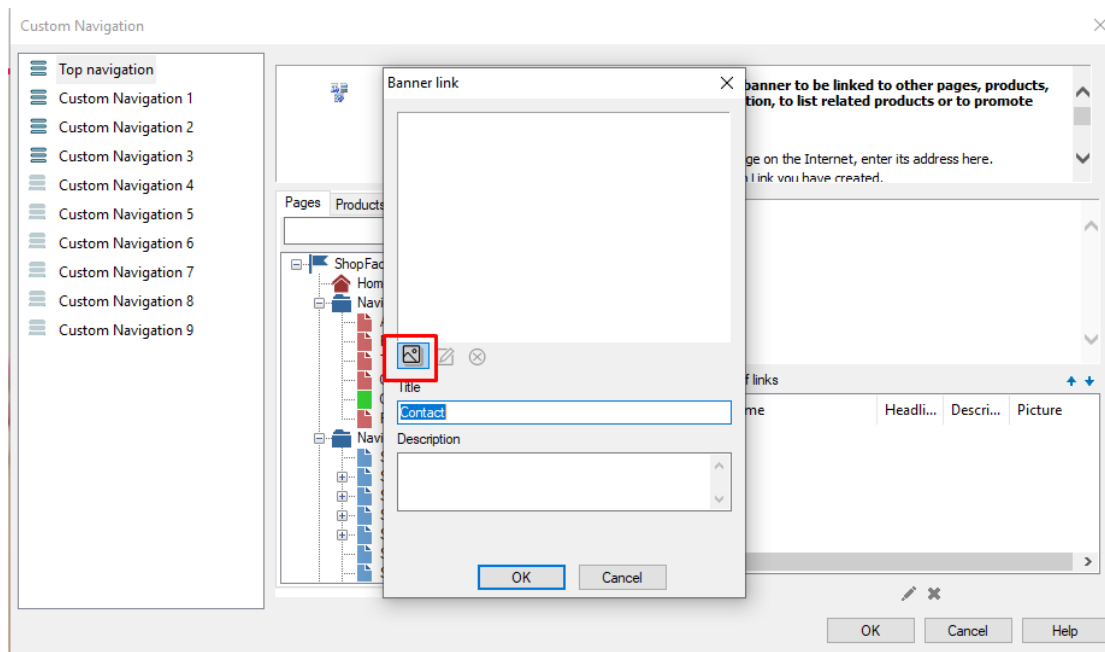 Custom Navigation
Top navigation
Custom Navigation 1
Custom Navigation 2
Custom Navigation 3
Custom Navigation 4
Custom Navigation 5
Custom Navigation 6
Custom Navigation 7
Custom Navigation 8
Custom Navigation 9
banner to be linked to other pages, products,
tion, to list related products or to promote
ge on the Internet, enter its address here.
Link you have created.
Pages Products
ShopFac
Hom
Navi
Navi
Banner link
Title
Contact
Description
OK Cancel
f links
me Headli... Descri... Picture
OK Cancel Help